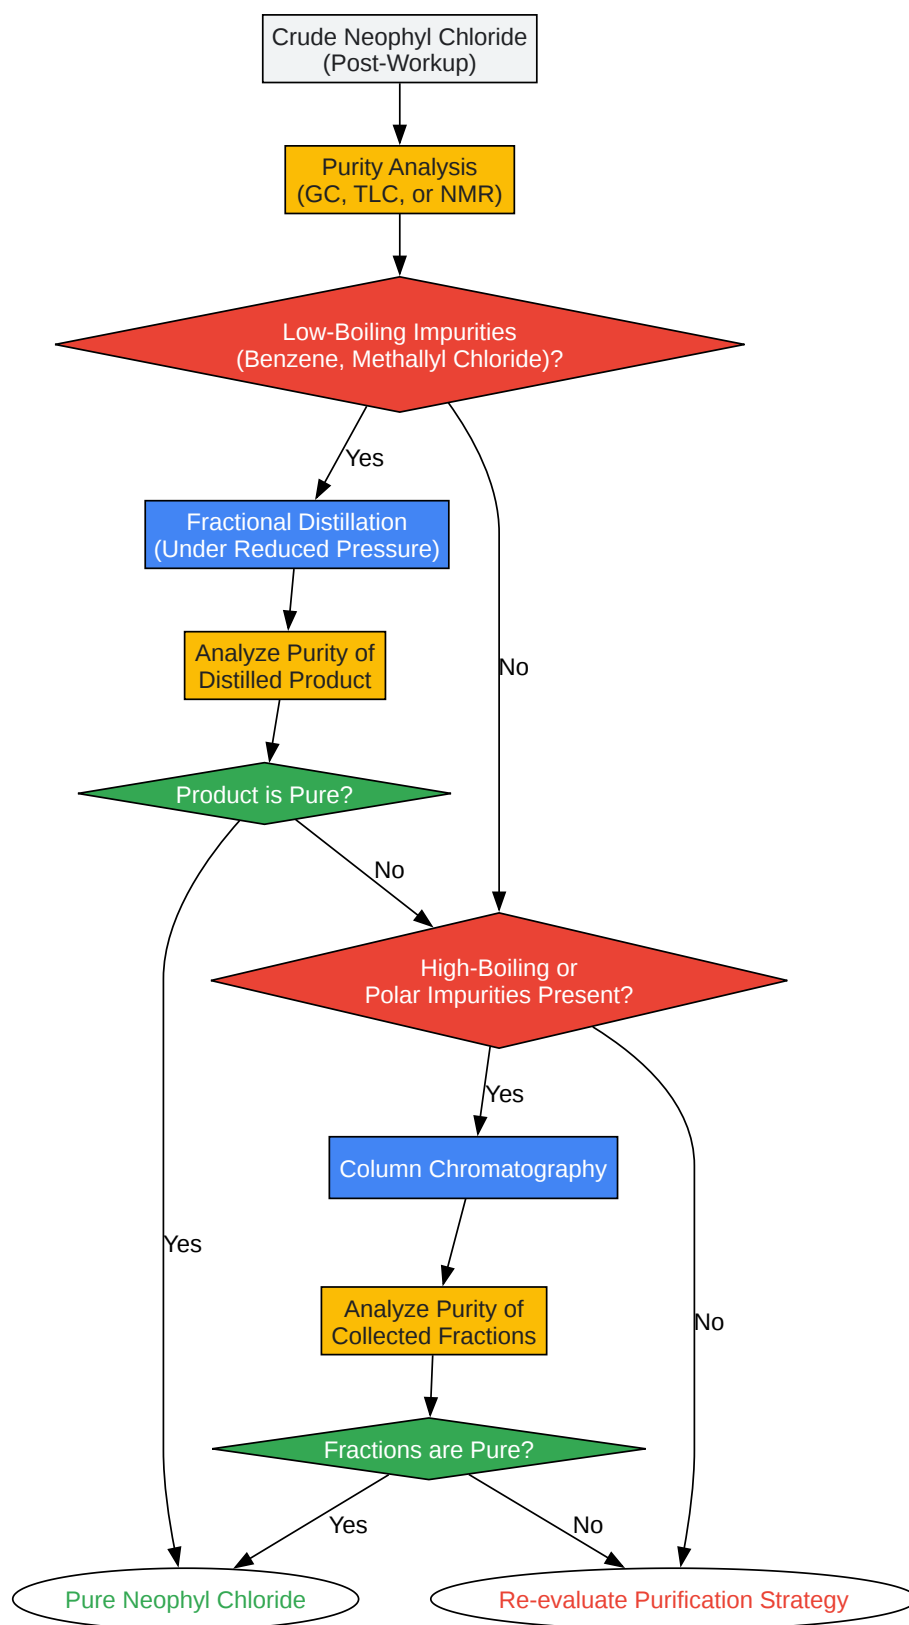 Crude Neophyl Chloride
(Post-Workup)
Purity Analysis
(GC, TLC, or NMR)
Low-Boiling Impurities
(Benzene, Methallyl Chloride)?
Yes
Fractional Distillation
(Under Reduced Pressure)
Analyze Purity of
Distilled Product
No
Product is Pure?
No
High-Boiling or
Polar Impurities Present?
Yes
Column Chromatography
Yes
Analyze Purity of
Collected Fractions
No
Fractions are Pure?
Yes
No
Pure Neophyl Chloride
Re-evaluate Purification Strategy